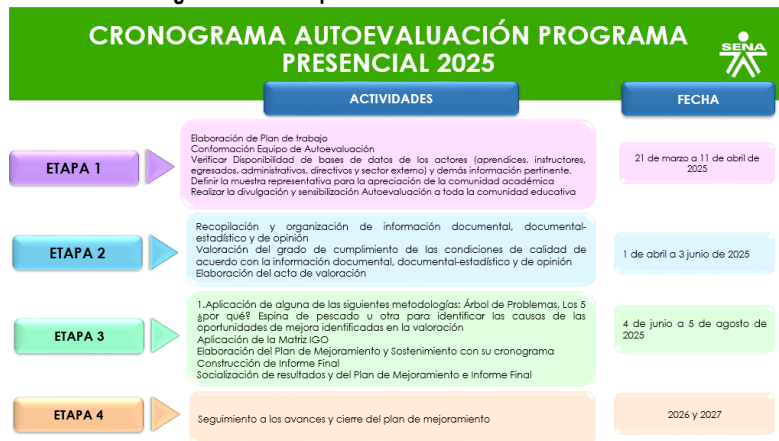 CRONOGRAMA AUTOEVALUACIÓN PROGRAMA
PRESENCIAL 2025
SENA
ACTIVIDADES
FECHA
ETAPA 1
Elaboración de Plan de trabajo
Conformación Equipo de Autoevaluación
Verificar Disponibilidad de bases de datos de los actores (aprendices, instructores,
egresados, administrativos, directivos y sector externo) y demás información pertinente.
Definir la muestra representativa para la apreciación de la comunidad académica
Realizar la divulgación y sensibilización Autoevaluación a toda la comunidad educativa
21 de marzo a 11 de abril de
2025
ETAPA 2
Recopilación y organización de información documental, documental-
estadístico y de opinión
Valoración del grado de cumplimiento de las condiciones de calidad de
acuerdo con la información documental, documental-estadístico y de opinión
Elaboración del acta de valoración
1 de abril a 3 junio de 2025
ETAPA 3
1.Aplicación de alguna de las siguientes metodologías: Árbol de Problemas, Los 5
¿por qué? Espina de pescado u otra para identificar las causas de las
oportunidades de mejora identificadas en la valoración
Aplicación de la Matriz IGO
Elaboración del Plan de Mejoramiento y Sostenimiento con su cronograma
Construcción de Informe Final
Socialización de resultados y del Plan de Mejoramiento e Informe Final
4 de junio a 5 de agosto de
2025
ETAPA 4
Seguimiento a los avances y cierre del plan de mejoramiento
2026 y 2027